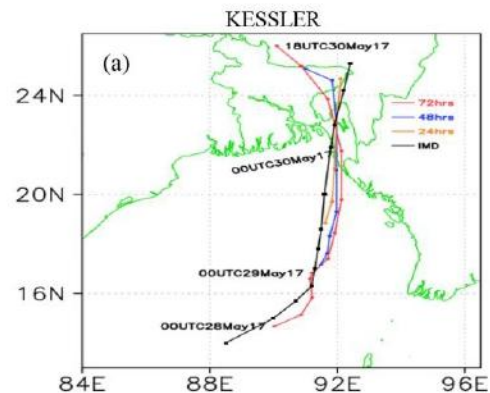 KESSLER
(a)
18UTC30May17
24N
72hrs
48hrs
24hrs
IMD
00UTC30May17
20N
00UTC29May17
16N
00UTC28May17
84E
88E
92E
96E